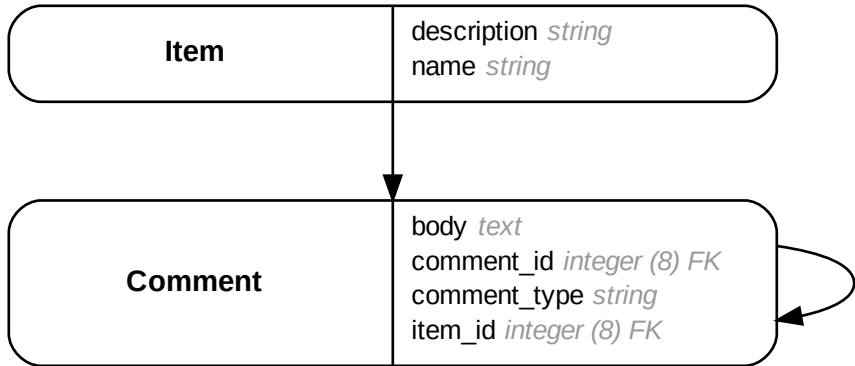 Item
description string
name string
Comment
body text
comment_id integer (8) FK
comment_type string
item_id integer (8) FK